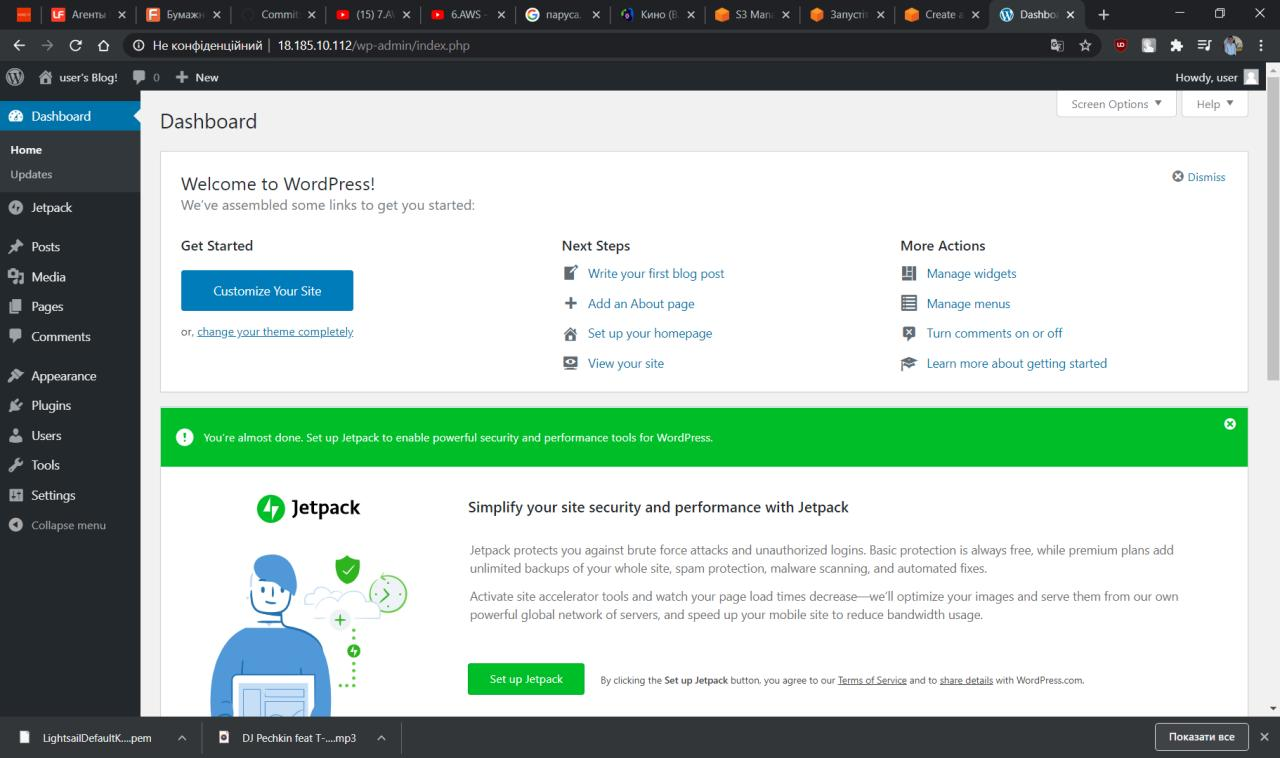 Агенты
Бумажн
Commit
(15) 7.A
6.AWS -
паруса.
Кино (В.
S3 Mana
Запусти
Create a
Dashboa
Не конфіденційний | 18.185.10.112/wp-admin/index.php
user's Blog! 0 New
Howdy, user
Dashboard
Home
Updates
Jetpack
Posts
Media
Pages
Comments
Appearance
Plugins
Users
Tools
Settings
Collapse menu
Screen Options
Help
Dashboard
Welcome to WordPress!
Dismiss
We've assembled some links to get you started:
Get Started
Customize Your Site
or, change your theme completely
Next Steps
Write your first blog post
Add an About page
Set up your homepage
View your site
More Actions
Manage widgets
Manage menus
Turn comments on or off
Learn more about getting started
You're almost done. Set up Jetpack to enable powerful security and performance tools for WordPress.
Jetpack
Simplify your site security and performance with Jetpack
Jetpack protects you against brute force attacks and unauthorized logins. Basic protection is always free, while premium plans add
unlimited backups of your whole site, spam protection, malware scanning, and automated fixes.
Activate site accelerator tools and watch your page load times decrease—we'll optimize your images and serve them from our own
powerful global network of servers, and speed up your mobile site to reduce bandwidth usage.
Set up Jetpack
By clicking the Set up Jetpack button, you agree to our Terms of Service and to share details with WordPress.com.
LightsailDefaultK....pem
DJ Pechkin feat T-....mp3
Показати все